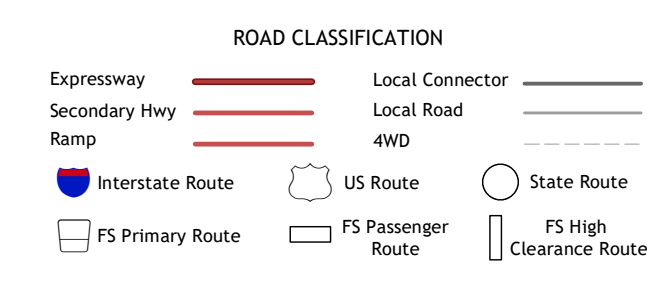 ROAD CLASSIFICATION
Expressway
Local Connector
Secondary Hwy
Local Road
Ramp
4WD
Interstate Route
US Route
State Route
FS Primary Route
FS Passenger
Route
FS High
Clearance Route